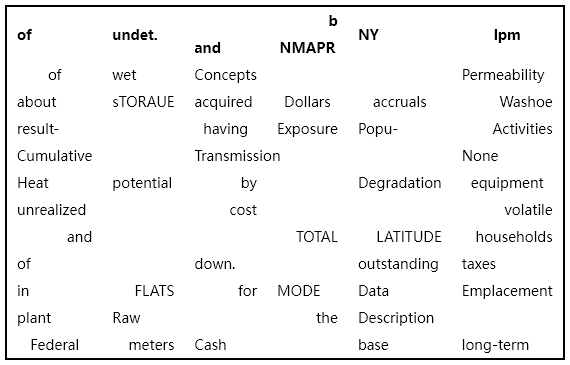 of undet. and b NMAPR NY lpm
of wet Concepts Permeability
about sTORAUE acquired Dollars accruals Washoe
result- having Exposure Popu- Activities
Cumulative Transmission None
Heat potential by Degradation equipment
unrealized cost volatile
and TOTAL LATITUDE households
of down. outstanding taxes
in FLATS for MODE Data Emplacement
plant Raw the Description
Federal meters Cash base long-term